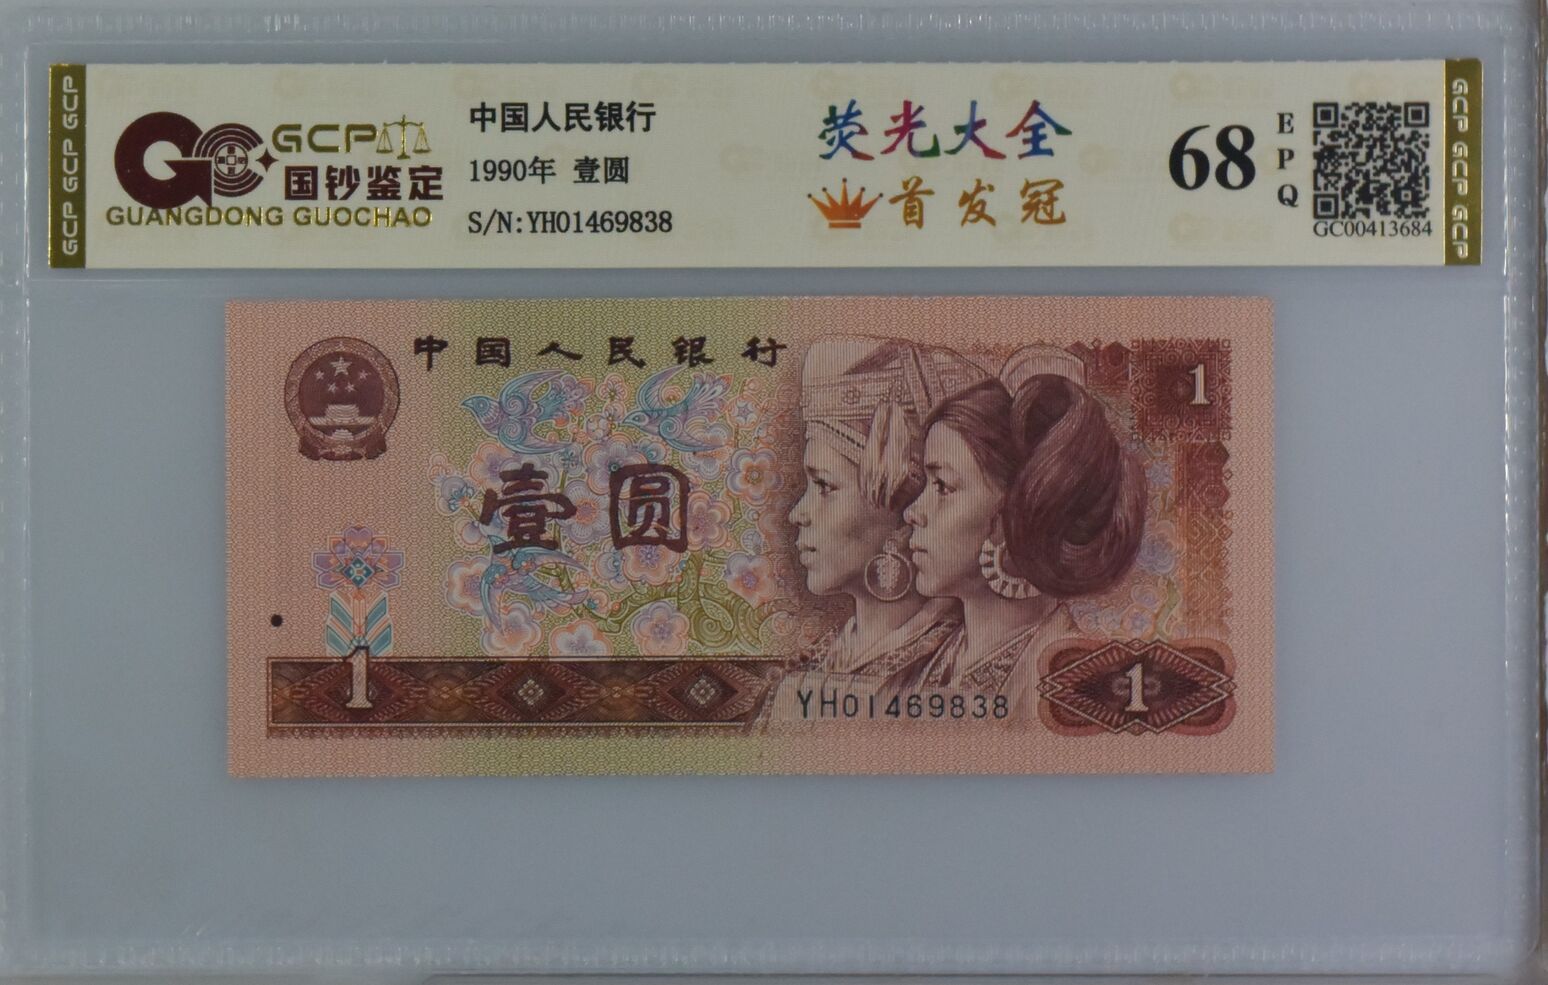 GCP GCP GCP
GCP
国钞鉴定
GUANGDONG GUOCHAO
中国人民银行
1990年 壹圆
S/N:YH01469838
荧光大全
首发冠
68
EPQ
GC00413684
GCP GCP GCP
中国人民银行
1
壹圆
1
YH01469838
1